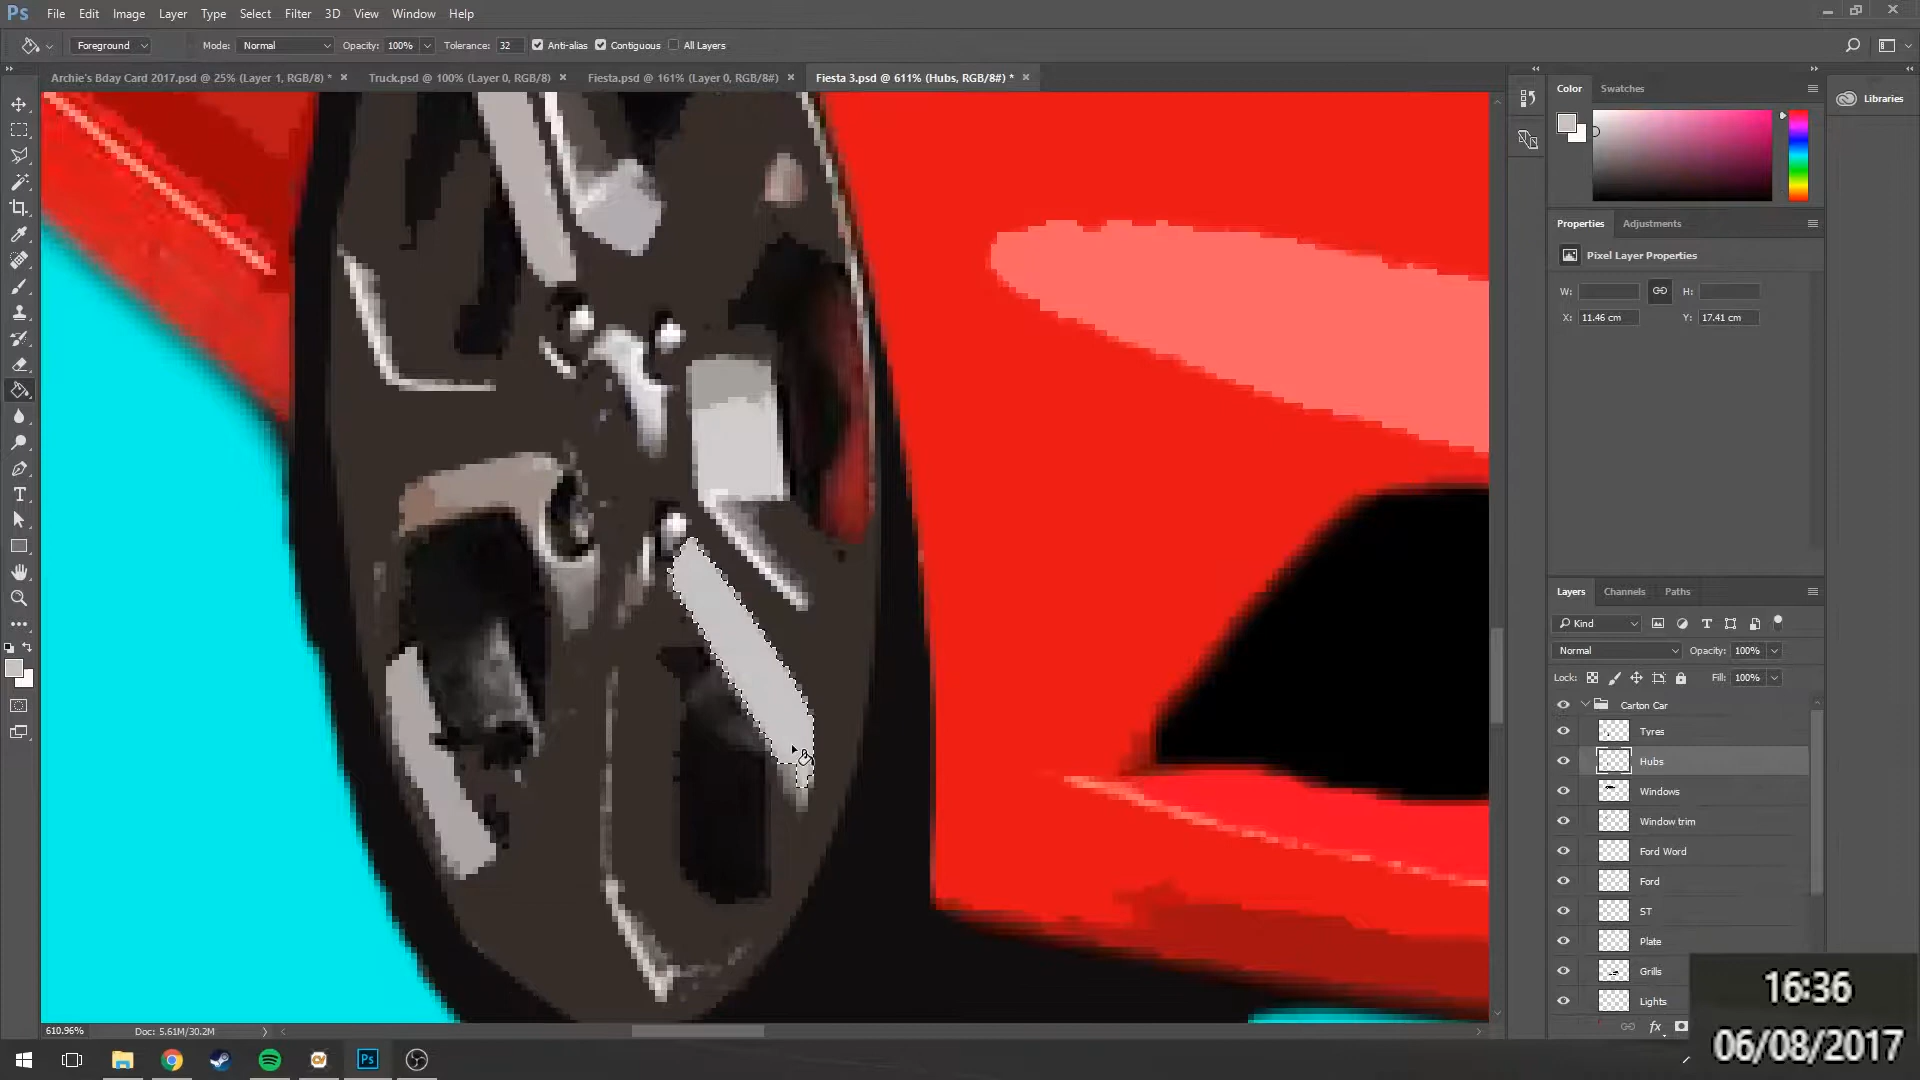 Ps File Edit Image Layer Type Select Filter 3D View Window Help
Foreground Mode: Normal Opacity: 100% Tolerance: 32 Anti-alias Contiguous All Layers
Archie's Bday Card 2017.psd @ 25% (Layer 1, RGB/8) * Truck.psd @ 100% (Layer 0, RGB/8) Fiesta.psd @ 161% (Layer 0, RGB/8#) Fiesta 3.psd @ 611% (Hubs, RGB/8#) *
Color Swatches
Libraries
Properties Adjustments
Pixel Layer Properties
W: H:
X: 11.46 cm Y: 17.41 cm
Layers Channels Paths
Kind
Normal Opacity: 100%
Lock: Fill: 100%
Carton Car
Tyres
Hubs
Windows
Window trim
Ford Word
Ford
ST
Plate
Grills
Lights
fx
610.96% Doc: 5.61M/30.2M
Ps
16:36
06/08/2017